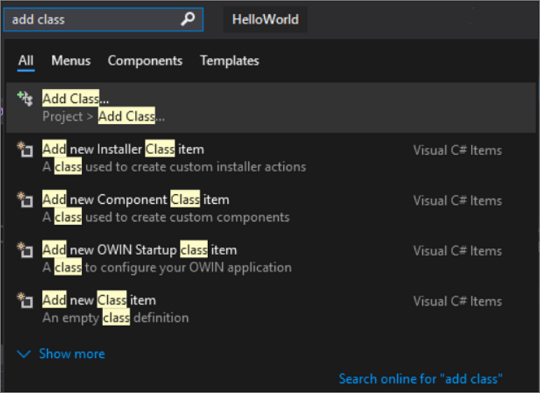 add class
HelloWorld
All Menus Components Templates
Add Class...
Project > Add Class...
Add new Installer Class item Visual C# Items
A class used to create custom installer actions
Add new Component Class item Visual C# Items
A class used to create custom components
Add new OWIN Startup class item Visual C# Items
A class to configure your OWIN application
Add new Class item Visual C# Items
An empty class definition
Show more
Search online for "add class"